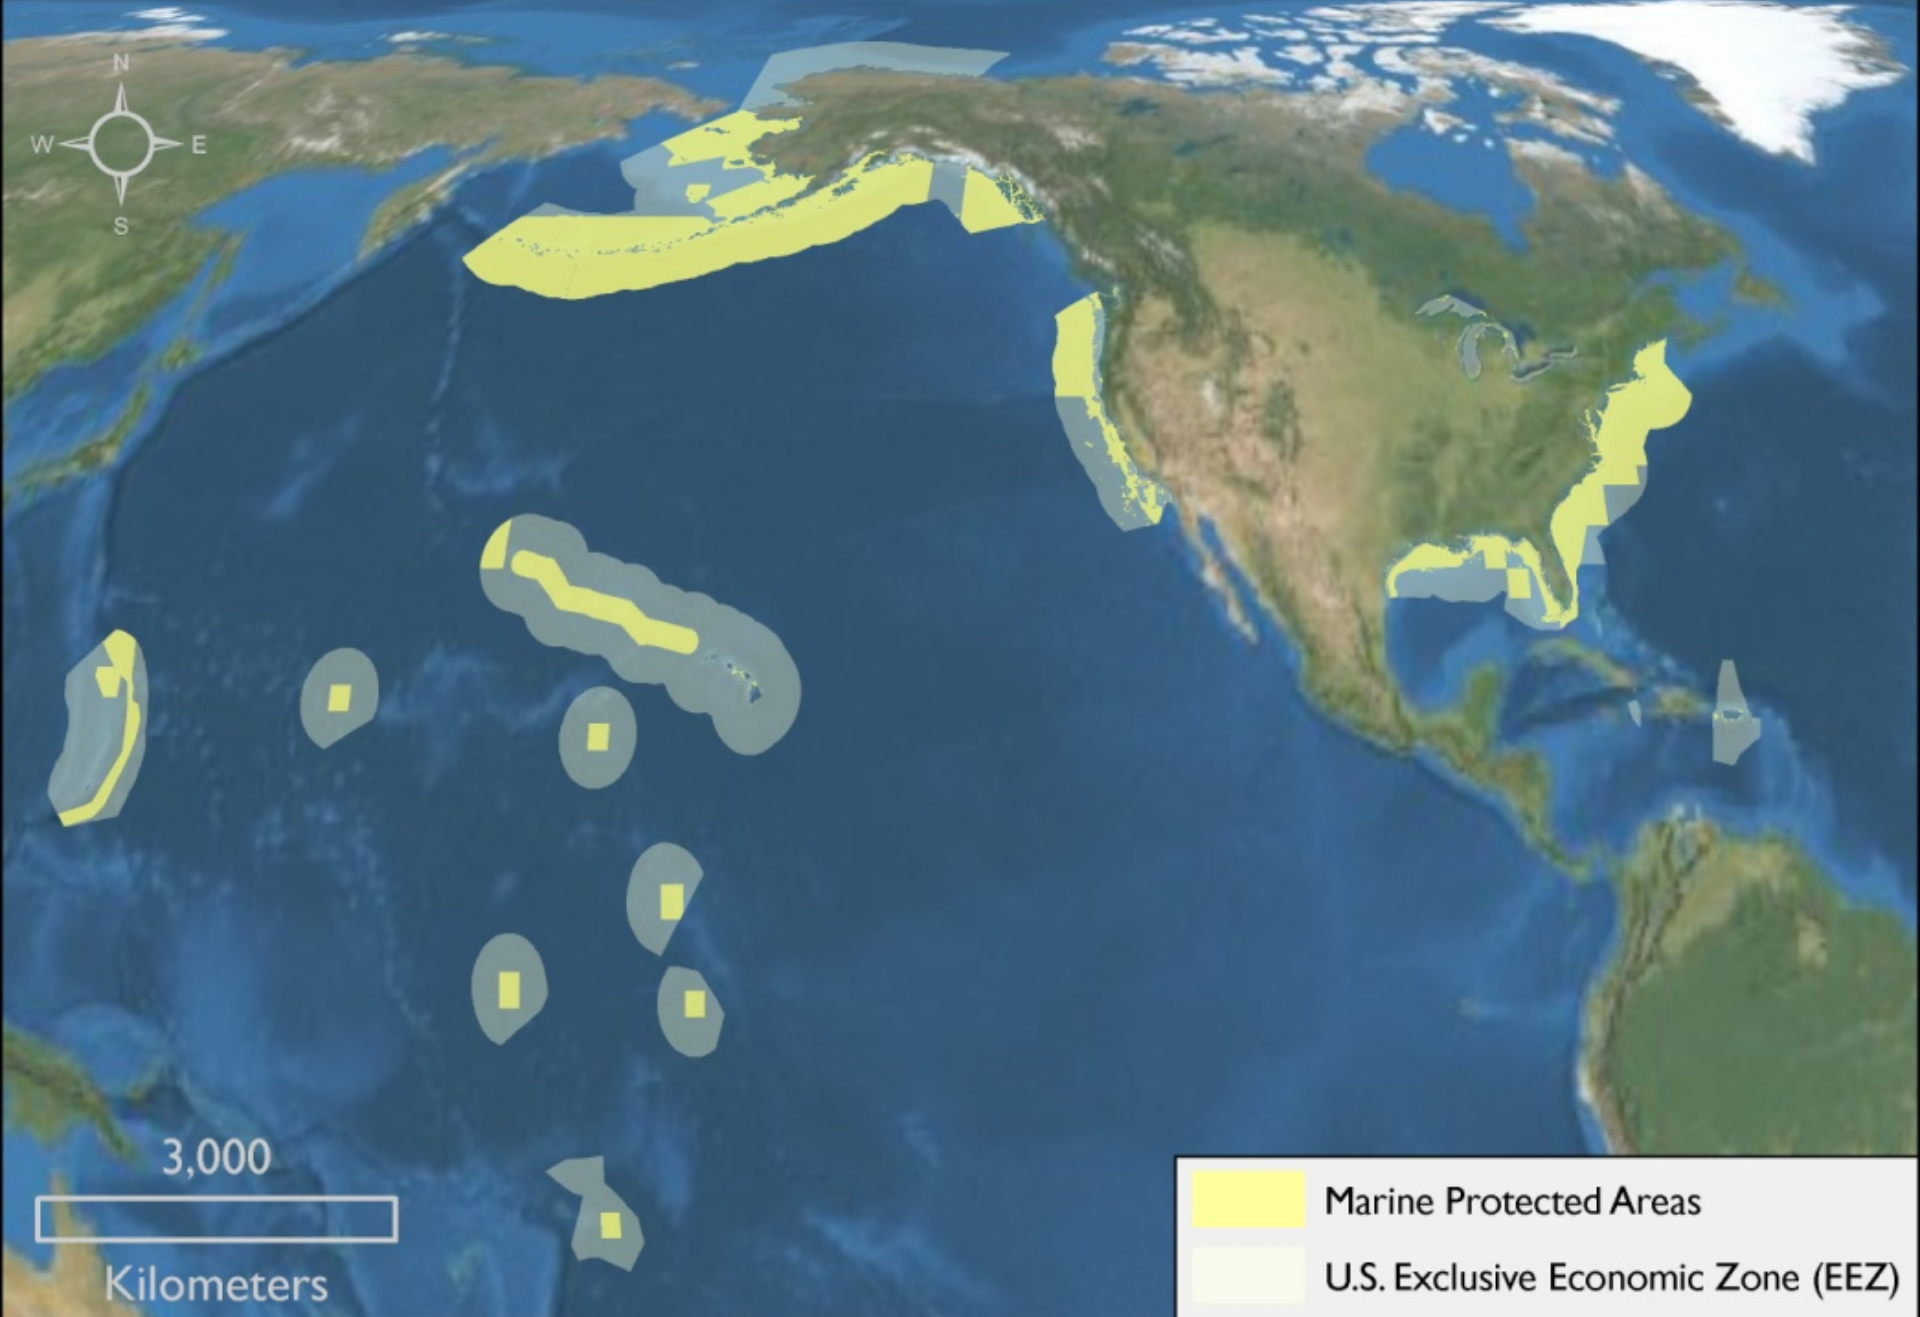 N
W E
S
3,000
Kilometers
Marine Protected Areas
U.S. Exclusive Economic Zone (EEZ)